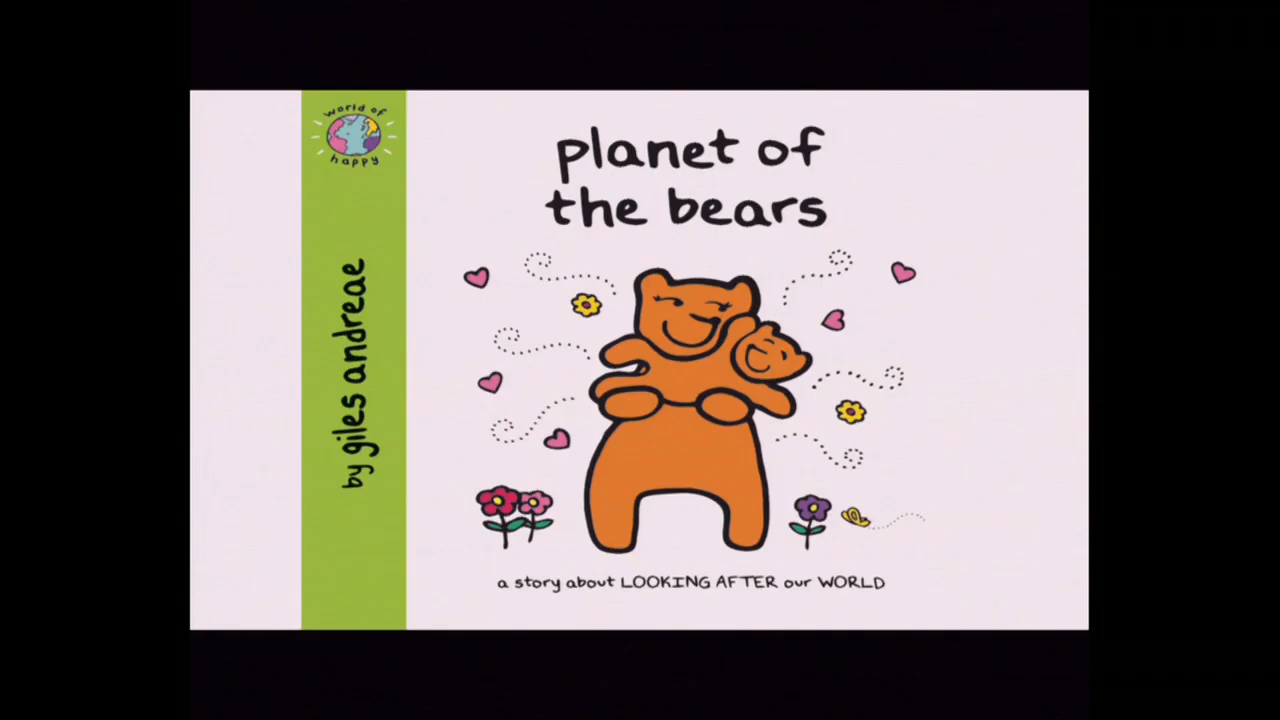 world of
happy
by giles andreae
planet of
the bears
a story about LOOKING AFTER our WORLD